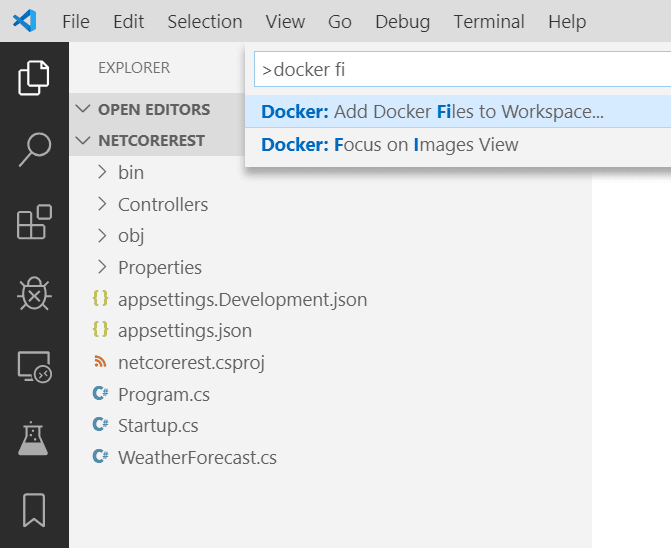 File Edit Selection View Go Debug Terminal Help
EXPLORER
>docker fi
Docker: Add Docker Files to Workspace...
Docker: Focus on Images View
OPEN EDITORS
NETCOREREST
bin
Controllers
obj
Properties
{} appsettings.Development.json
{} appsettings.json
netcorerest.csproj
C# Program.cs
C# Startup.cs
C# WeatherForecast.cs